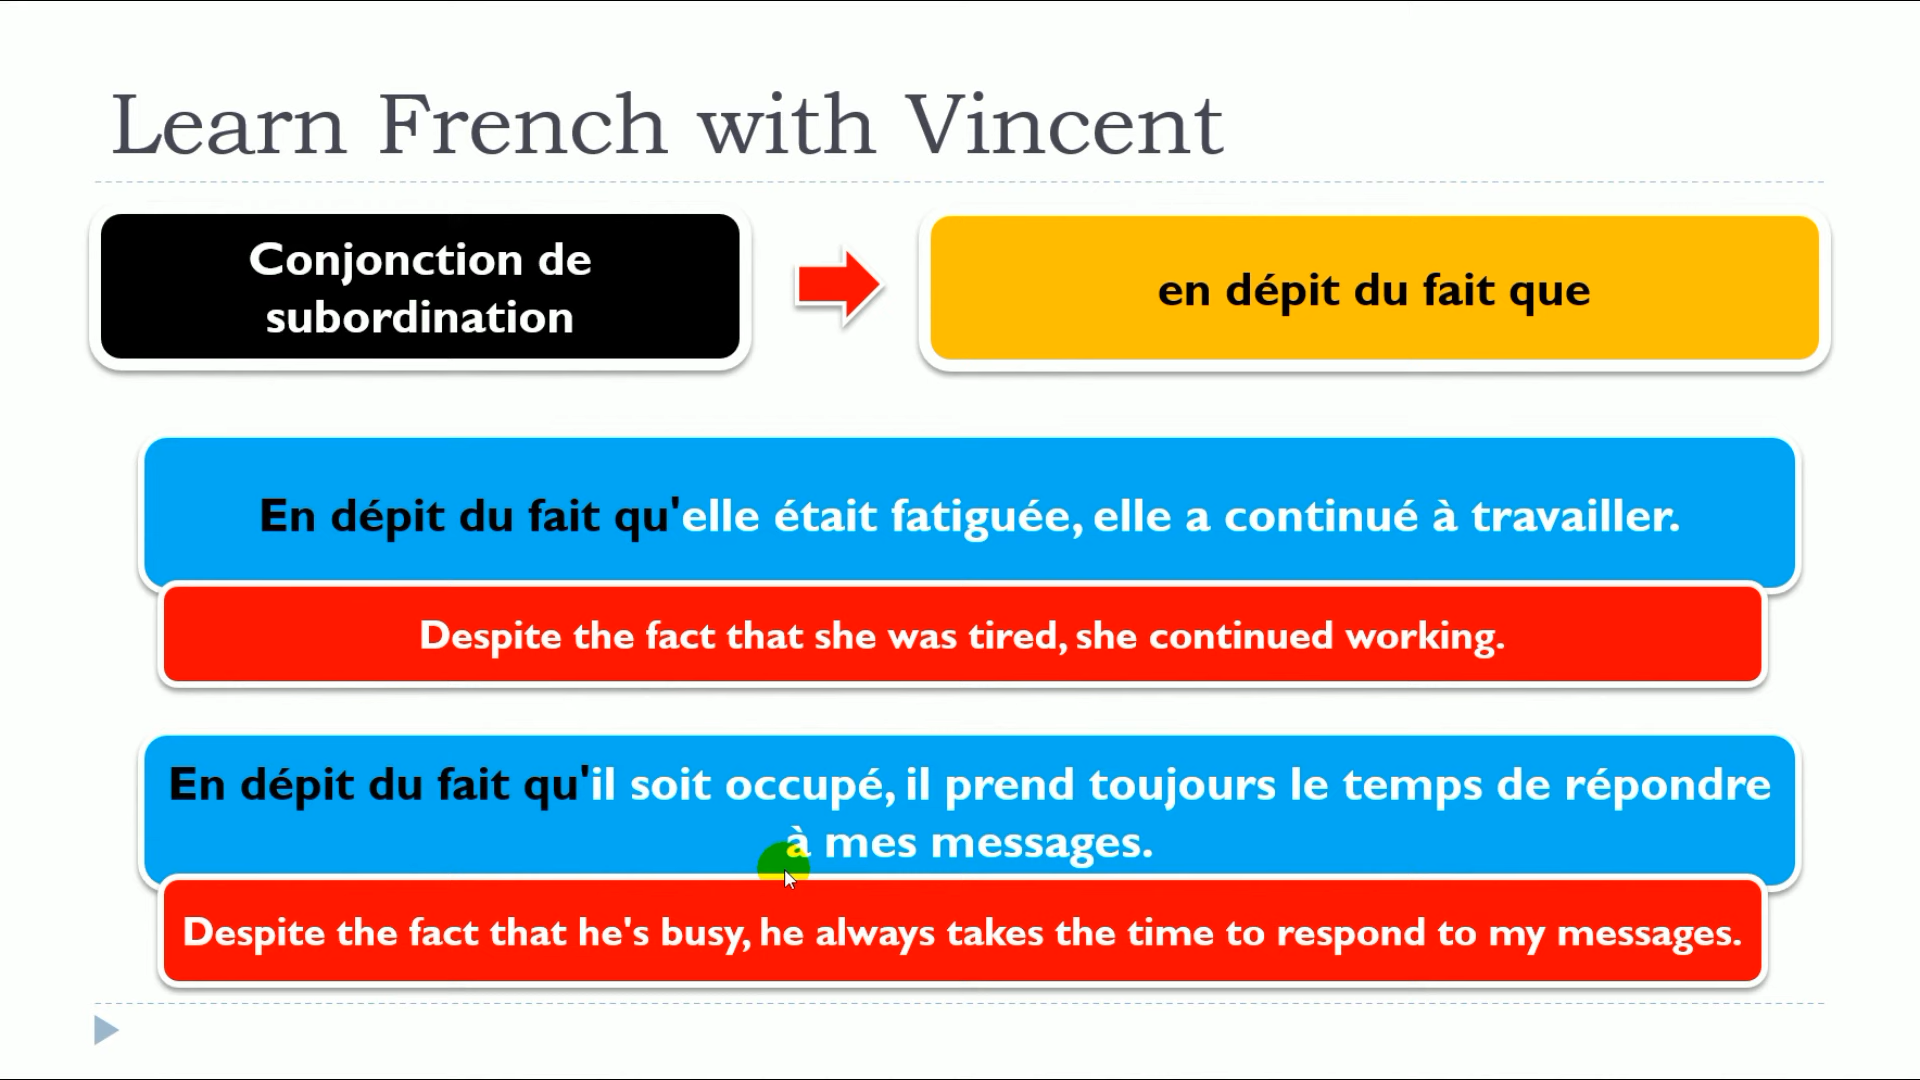 Learn French with Vincent
Conjonction de
subordination
en dépit du fait que
En dépit du fait qu'elle était fatiguée, elle a continué à travailler.
Despite the fact that she was tired, she continued working.
En dépit du fait qu'il soit occupé, il prend toujours le temps de répondre
à mes messages.
Despite the fact that he's busy, he always takes the time to respond to my messages.